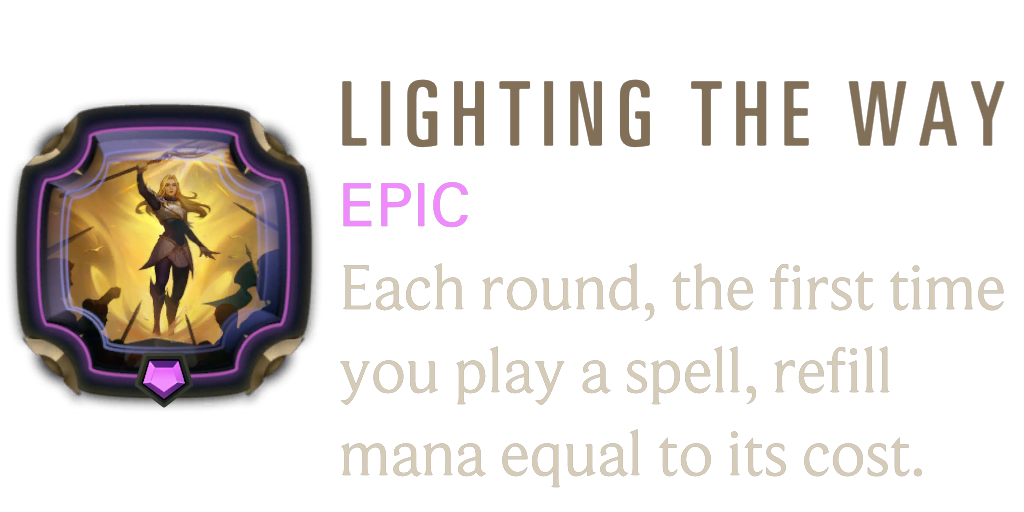 LIGHTING THE WAY
EPIC
Each round, the first time
you play a spell, refill
mana equal to its cost.